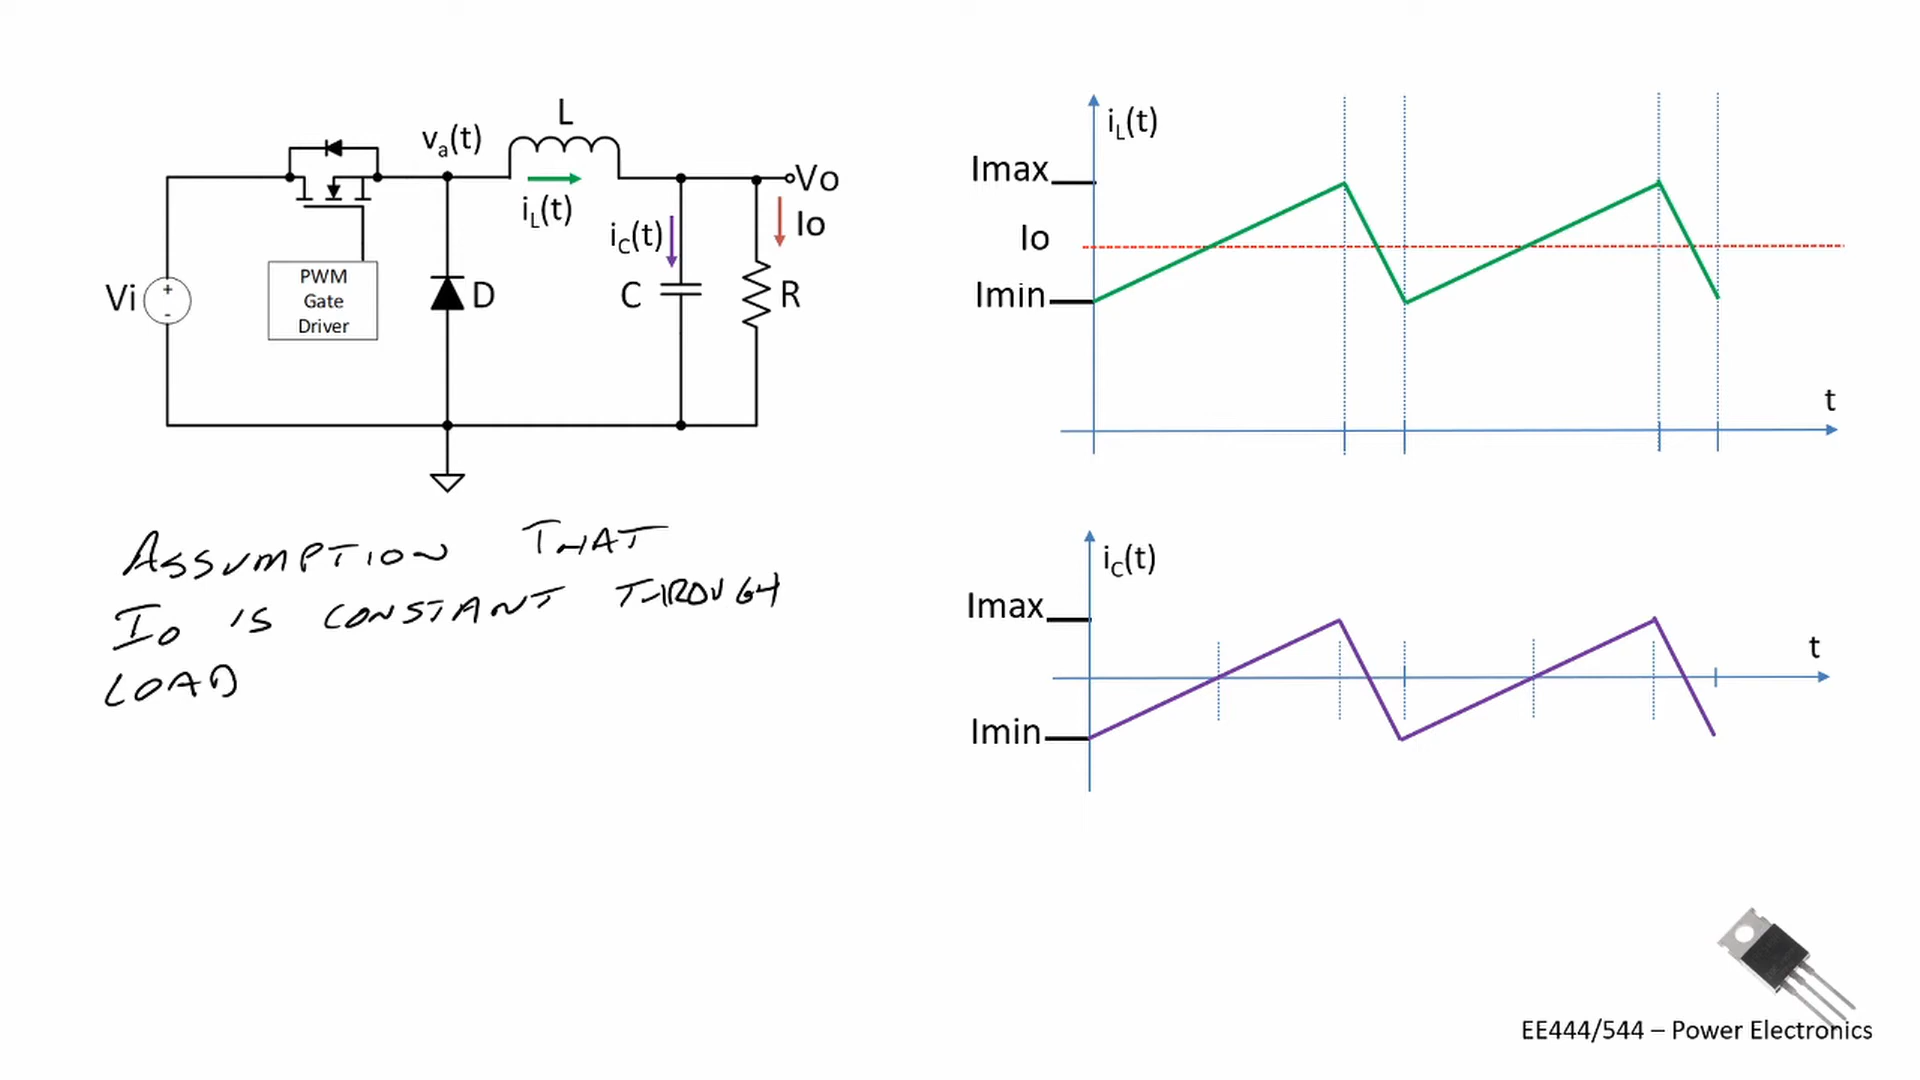 L
va(t)
Vo
iL(t)
Io
iC(t)
PWM
Gate
Driver
Vi
+
-
D
C
R
ASSUMPTION THAT
Io IS CONSTANT THROUGH
LOAD
iL(t)
Imax
Io
Imin
t
iC(t)
Imax
t
Imin
EE444/544 – Power Electronics